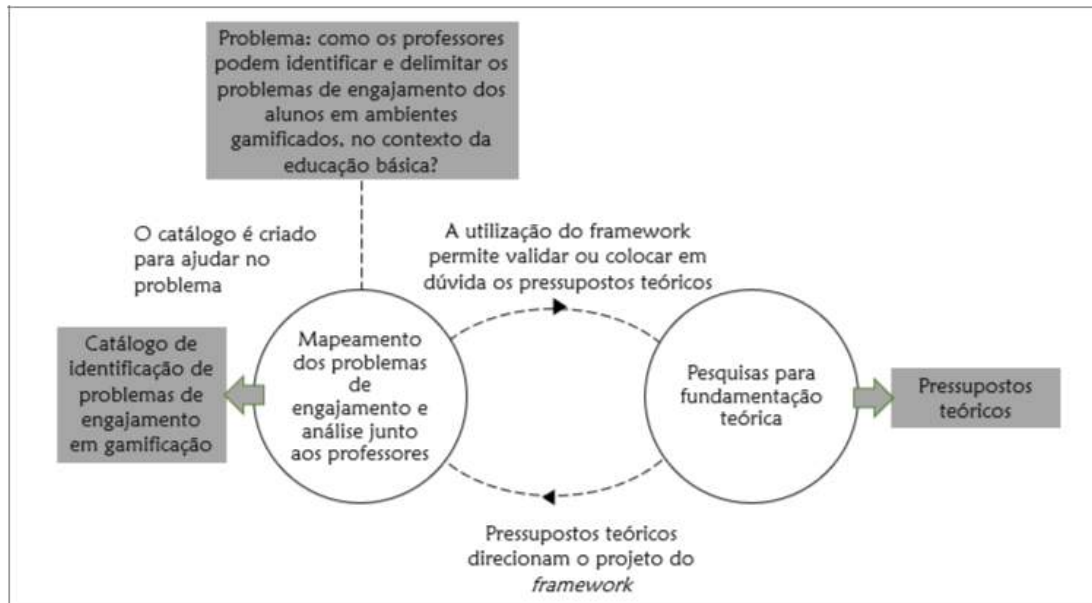 Problema: como os professores
podem identificar e delimitar os
problemas de engajamento dos
alunos em ambientes
gamificados, no contexto da
educação básica?
O catálogo é criado
para ajudar no
problema
A utilização do framework
permite validar ou colocar em
dúvida os pressupostos teóricos
Catálogo de
identificação de
problemas de
engajamento
em gamificação
Mapeamento
dos problemas
de
engajamento e
análise junto
aos professores
Pesquisas para
fundamentação
teórica
Pressupostos
teóricos
Pressupostos teóricos
direcionam o projeto do
framework